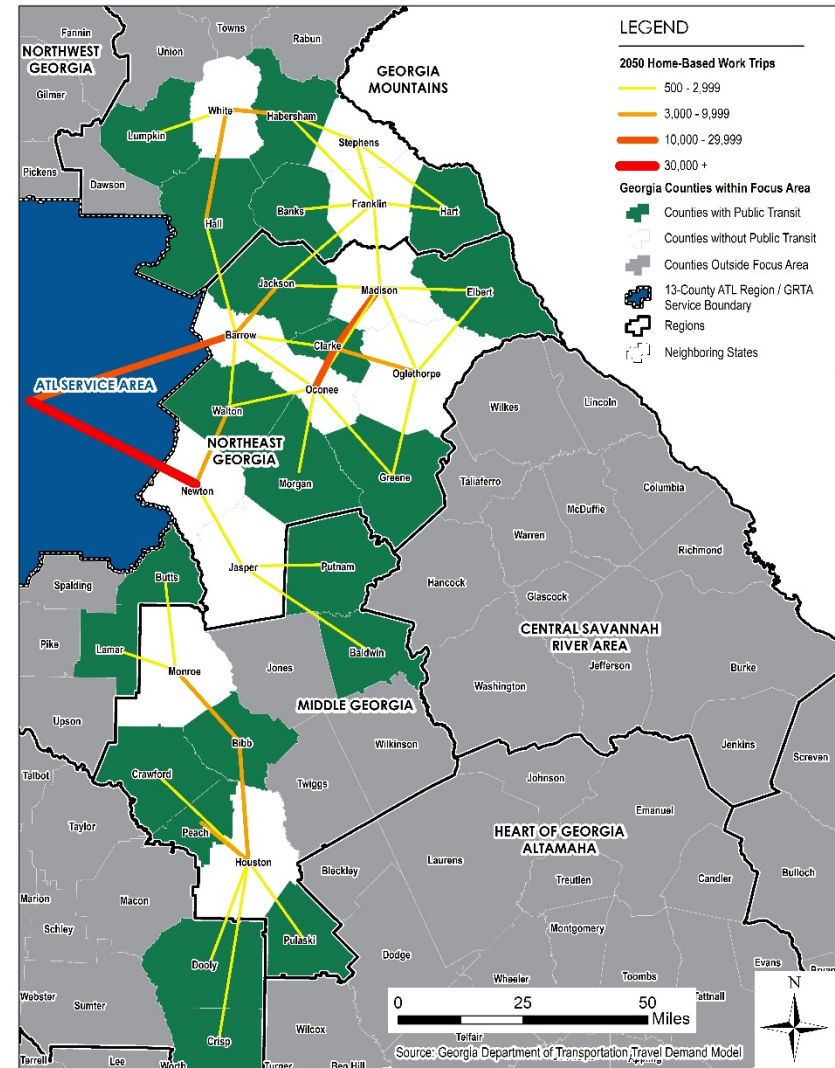 LEGEND
2050 Home-Based Work Trips
500 - 2,999
3,000 - 9,999
10,000 - 29,999
30,000 +
Georgia Counties within Focus Area
Counties with Public Transit
Counties without Public Transit
Counties Outside Focus Area
13-County ATL Region / GRTA
Service Boundary
Regions
Neighboring States
Fannin
Towns
Union
Rabun
NORTHWEST
GEORGIA
GEORGIA
MOUNTAINS
Gilmer
White
Habersham
Lumpkin
Stephens
Pickens
Dawson
Franklin
Banks
Hart
Hall
Jackson
Madison
Elbert
Barrow
Clarke
Oglethorpe
ATL SERVICE AREA
Oconee
Walton
Wilkes
Lincoln
NORTHEAST
GEORGIA
Newton
Morgan
Greene
Taliaferro
Columbia
McDuffie
Warren
Richmond
Jasper
Putnam
Butts
Spalding
Hancock
Glascock
Pike
Lamar
Monroe
Jones
Baldwin
CENTRAL SAVANNAH
RIVER AREA
Jefferson
Burke
Washington
Upson
MIDDLE GEORGIA
Bibb
Wilkinson
Jenkins
Screven
Talbot
Crawford
Twiggs
Johnson
Emanuel
Taylor
Peach
HEART OF GEORGIA
ALTAMAHA
Houston
Bleckley
Laurens
Treutlen
Candler
Bulloch
Marion
Macon
Schley
Montgomery
Pulaski
Dodge
Dooly
Wheeler
Toombs
Tattnall
Evans
Webster
Sumter
Crisp
Wilcox
Telfair
Appling
Terrell
Lee
Worth
Turner
Ben Hill
0
25
50
Miles
N
Source: Georgia Department of Transportation Travel Demand Model